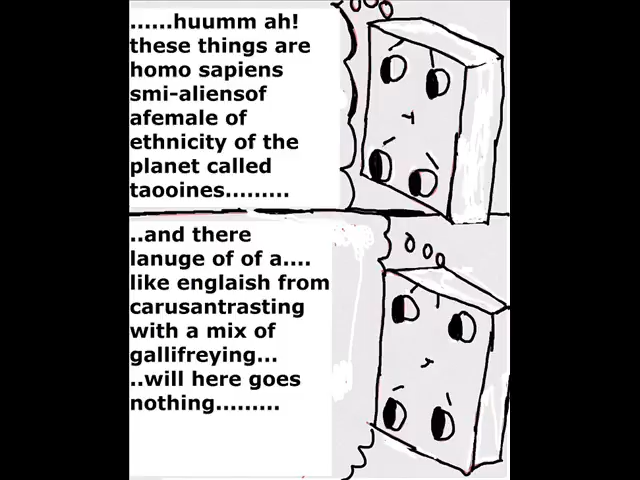 ......huumm ah!
these things are
homo sapiens
smi-aliensof
afemale of
ethnicity of the
planet called
taooines.........
..and there
lanuge of of a....
like englaish from
carusantrasting
with a mix of
gallifreying...
..will here goes
nothing.........